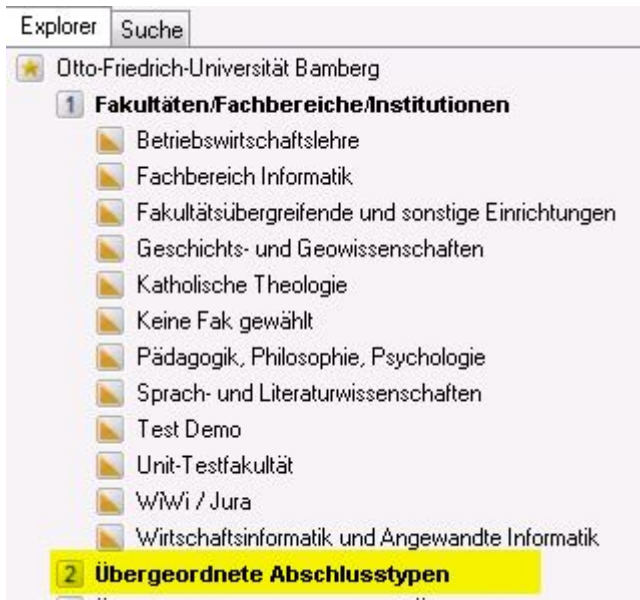 Explorer Suche
Otto-Friedrich-Universität Bamberg
1 Fakultäten/Fachbereiche/Institutionen
Betriebswirtschaftslehre
Fachbereich Informatik
Fakultätsübergreifende und sonstige Einrichtungen
Geschichts- und Geowissenschaften
Katholische Theologie
Keine Fak gewählt
Pädagogik, Philosophie, Psychologie
Sprach- und Literaturwissenschaften
Test Demo
Unit-Testfakultät
WiWi / Jura
Wirtschaftsinformatik und Angewandte Informatik
2 Übergeordnete Abschlusstypen